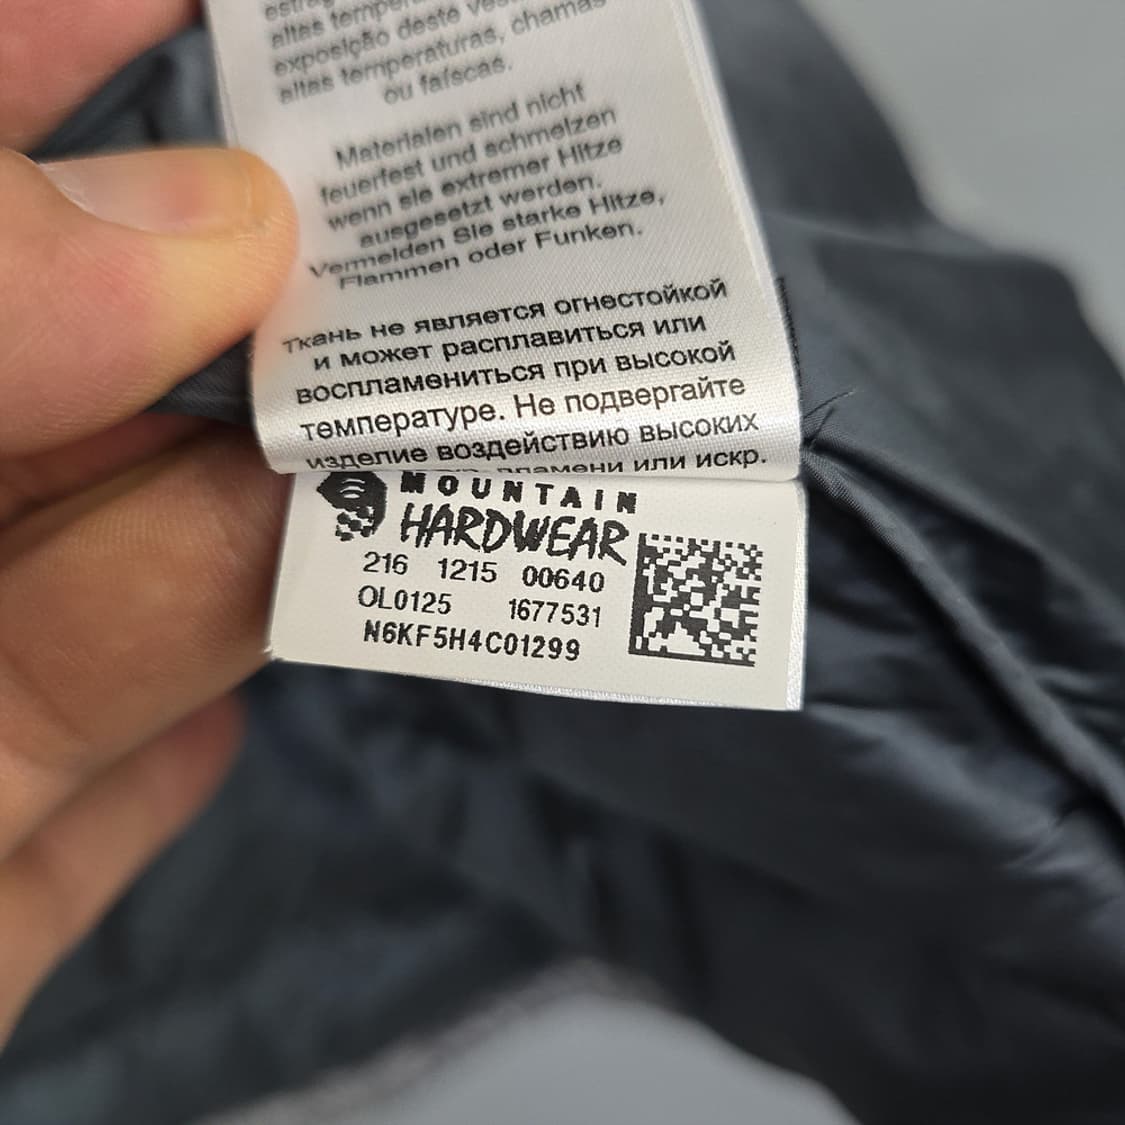 altas temperaturas
exposição deste
altas temperaturas, chamas
ou faíscas.
Materialen sind nicht
feuerfest und schmelzen
wenn sie extremer Hitze
ausgesetzt werden.
Vermeiden Sie starke Hitze,
Flammen oder Funken.
Ткань не является огнестойкой
и может расплавиться или
воспламениться при высокой
температуре. Не подвергайте
изделие воздействию высоких
пламени или искр.
MOUNTAIN
HARDWEAR
216 1215 00640
OL0125 1677531
N6KF5H4C01299